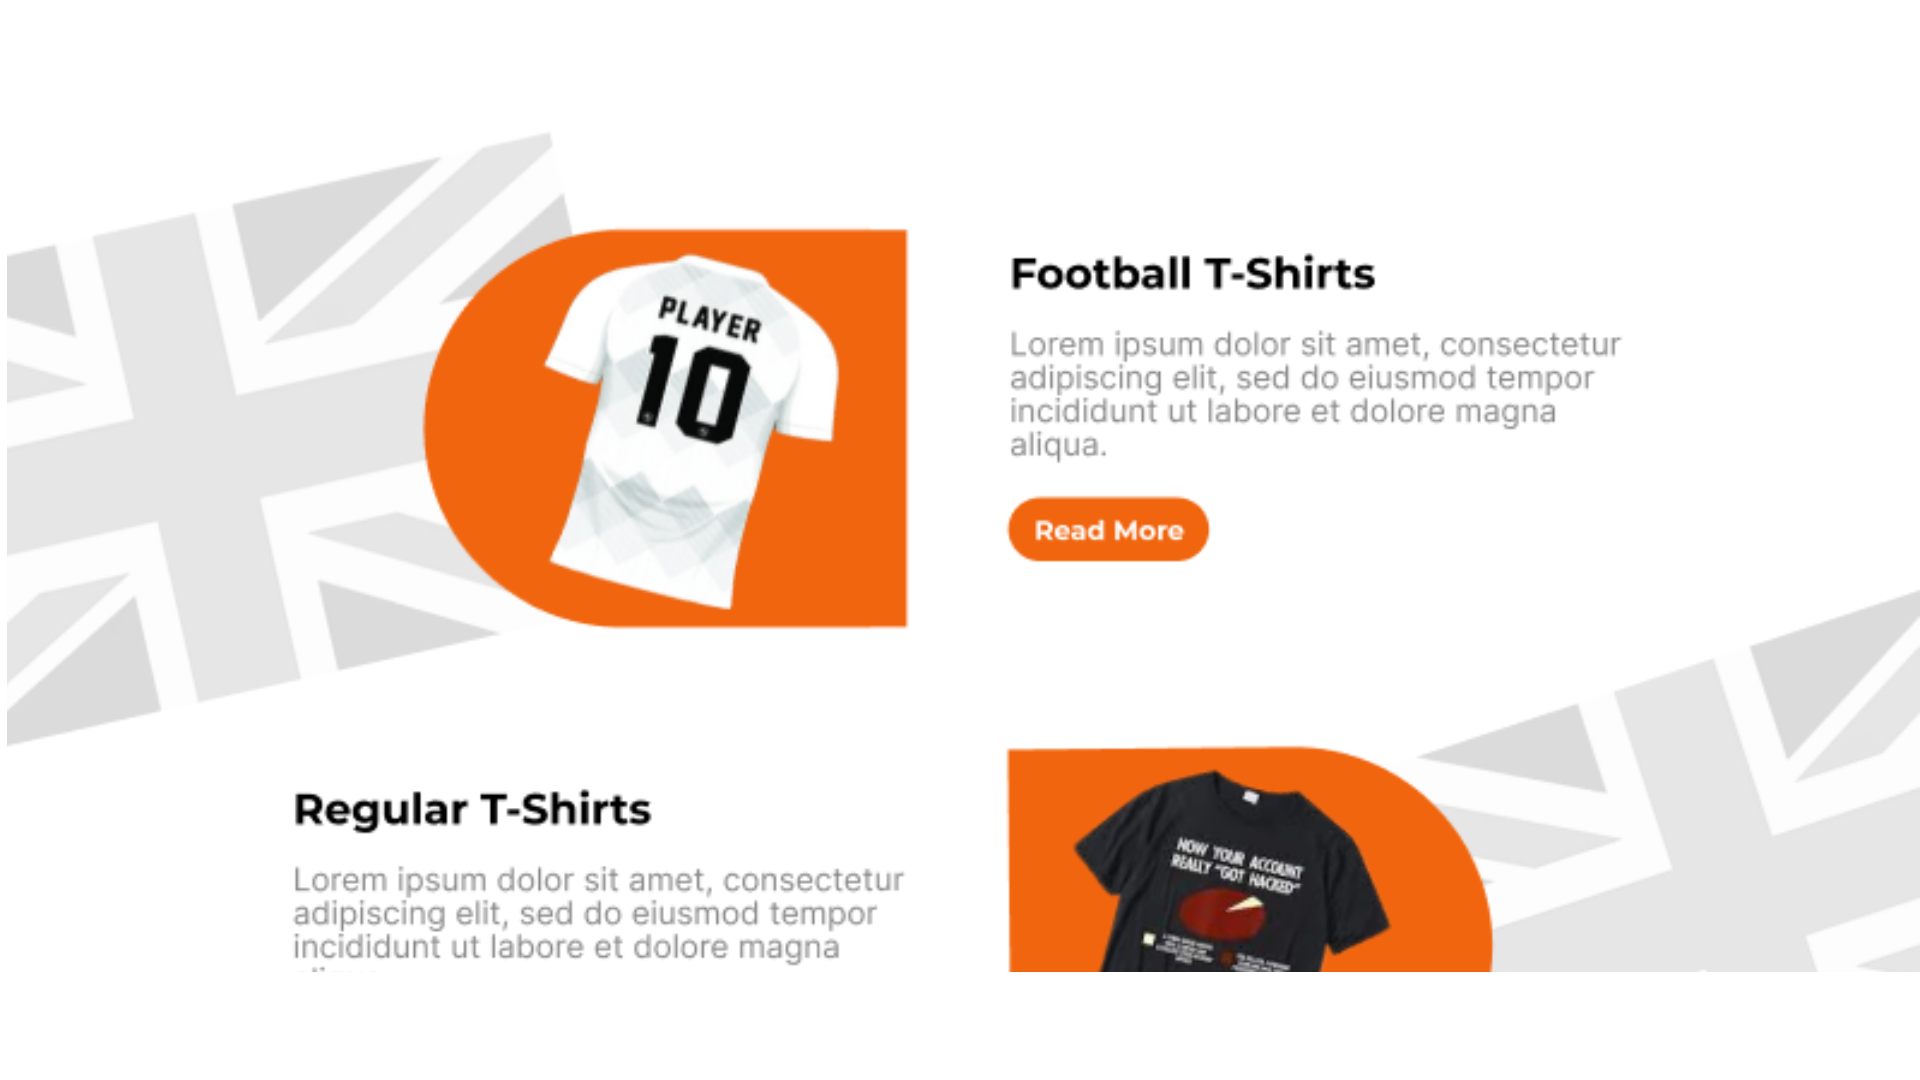 PLAYER
10
Football T-Shirts
Lorem ipsum dolor sit amet, consectetur
adipiscing elit, sed do eiusmod tempor
incididunt ut labore et dolore magna
aliqua.
Read More
Regular T-Shirts
Lorem ipsum dolor sit amet, consectetur
adipiscing elit, sed do eiusmod tempor
incididunt ut labore et dolore magna
HOW YOUR ACCOUNT
REALLY "GOT HACKED"